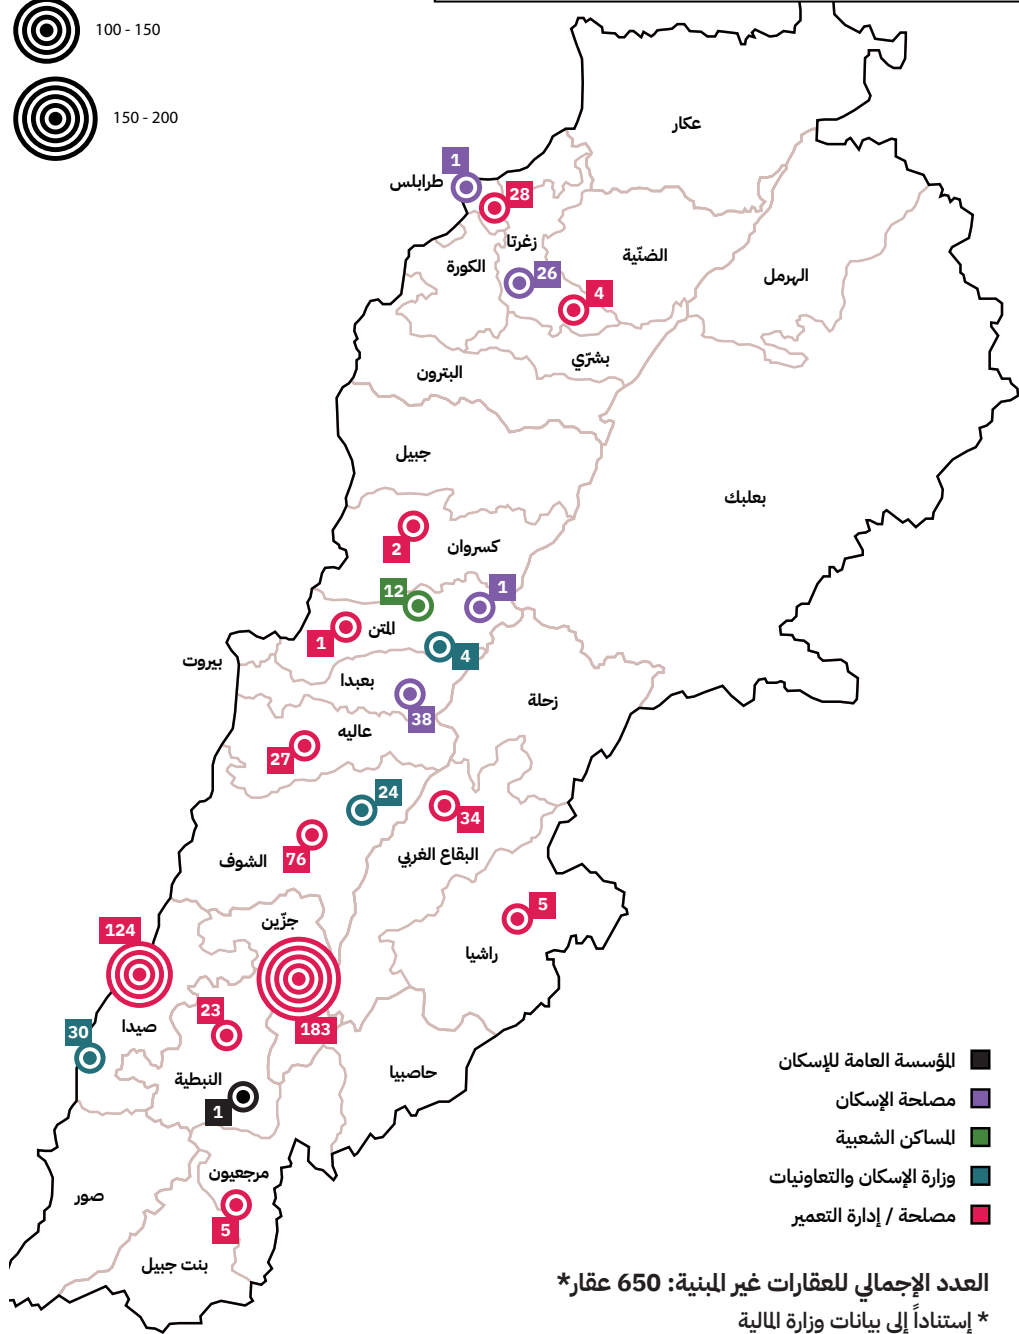 100 - 150
150 - 200
عكار
1
طرابلس
28
زغرتا
الضنّية
الكورة
26
الهرمل
4
بشرّي
البترون
جبيل
بعلبك
2
كسروان
12
1
1
المتن
4
بيروت
بعبدا
38
زحلة
عاليه
27
24
34
76
الشوف
البقاع الغربي
5
124
جزّين
راشيا
183
23
صيدا
30
النبطية
1
حاصبيا
مرجعيون
صور
5
بنت جبيل
المؤسسة العامة للإسكان
مصلحة الإسكان
المساكن الشعبية
وزارة الإسكان والتعاونيات
مصلحة / إدارة التعمير
العدد الإجمالي للعقارات غير المبنية: 650 عقار*
* إستناداً إلى بيانات وزارة المالية